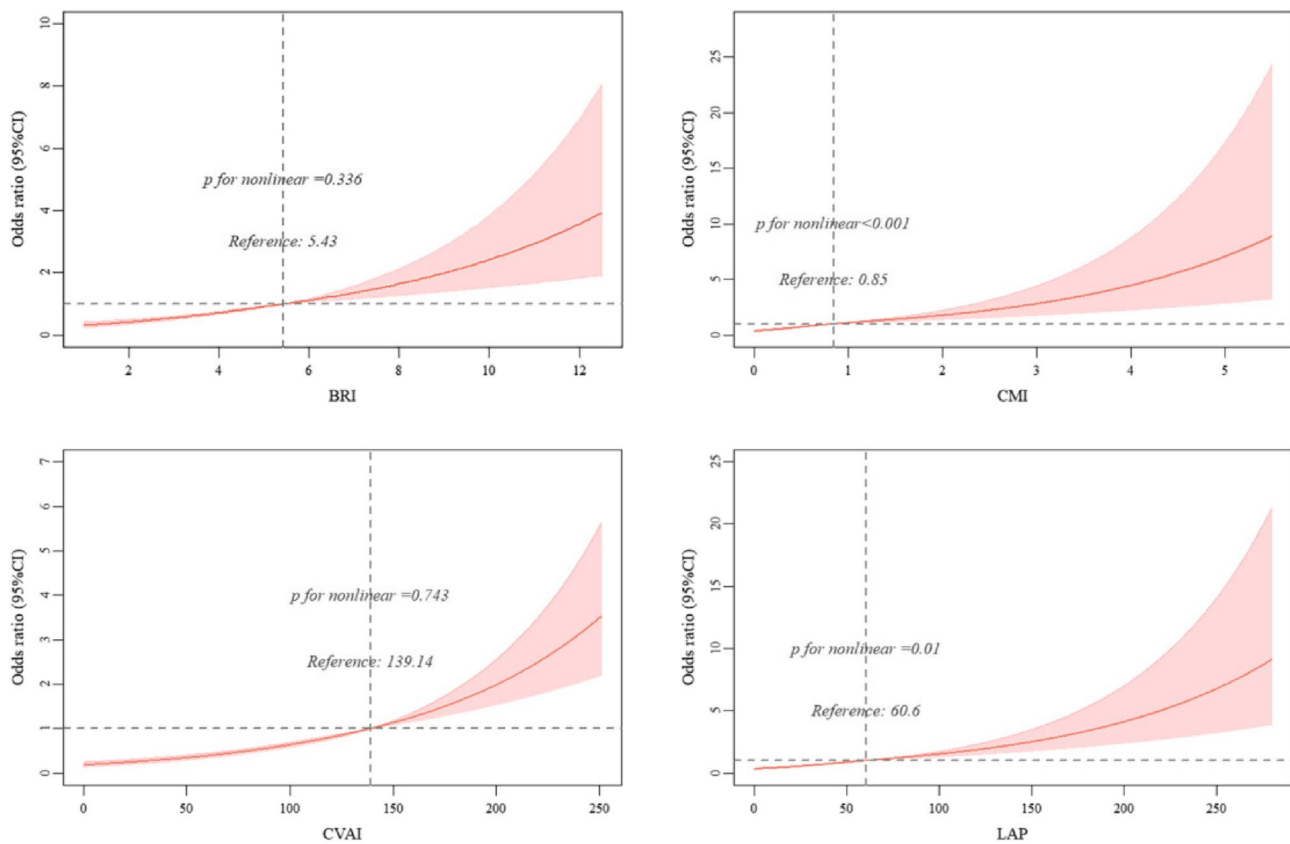 10
8
6
4
2
0
Odds ratio (95%CI)
p for nonlinear =0.336
Reference: 5.43
2 4 6 8 10 12
BRI
25
20
15
10
5
0
Odds ratio (95%CI)
p for nonlinear<0.001
Reference: 0.85
0 1 2 3 4 5
CMI
7
6
5
4
3
2
1
0
Odds ratio (95%CI)
p for nonlinear =0.743
Reference: 139.14
0 50 100 150 200 250
CVAI
25
20
15
10
5
0
Odds ratio (95%CI)
p for nonlinear =0.01
Reference: 60.6
0 50 100 150 200 250
LAP